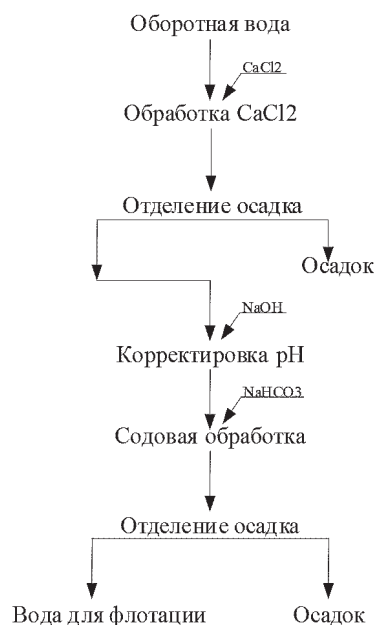 Оборотная вода
CaCl2
Обработка CaCl2
Отделение осадка
Осадок
NaOH
Корректировка pH
NaHCO3
Содовая обработка
Отделение осадка
Вода для флотации
Осадок